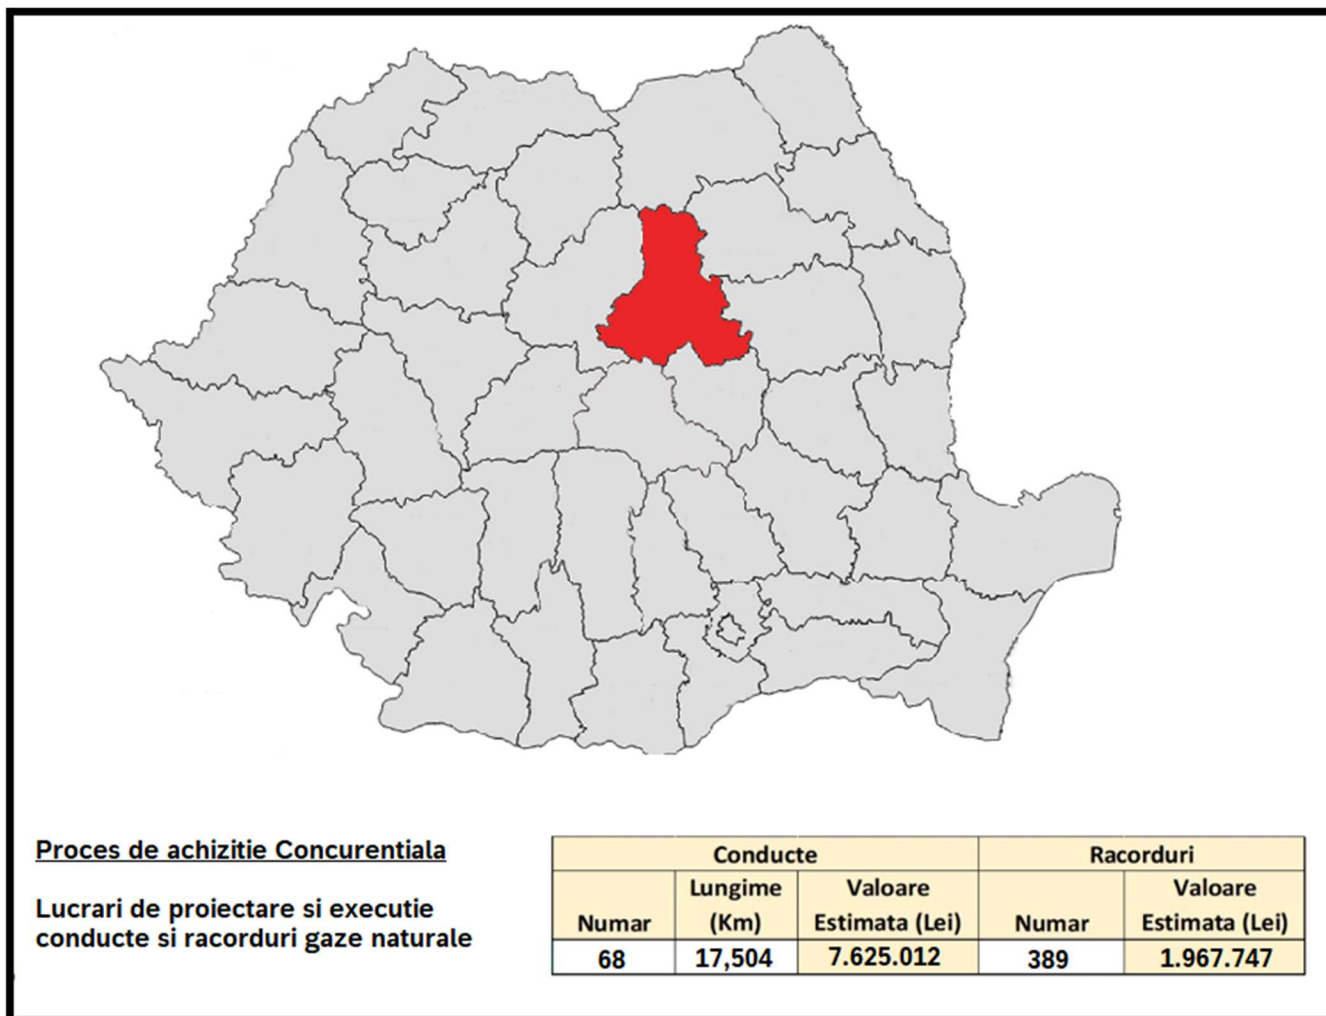 Proces de achizitie Concurentiala
Lucrari de proiectare si executie
conducte si racorduri gaze naturale
Conducte Racorduri
Numar Lungime (Km) Valoare Estimata (Lei) Numar Valoare Estimata (Lei)
68 17,504 7.625.012 389 1.967.747